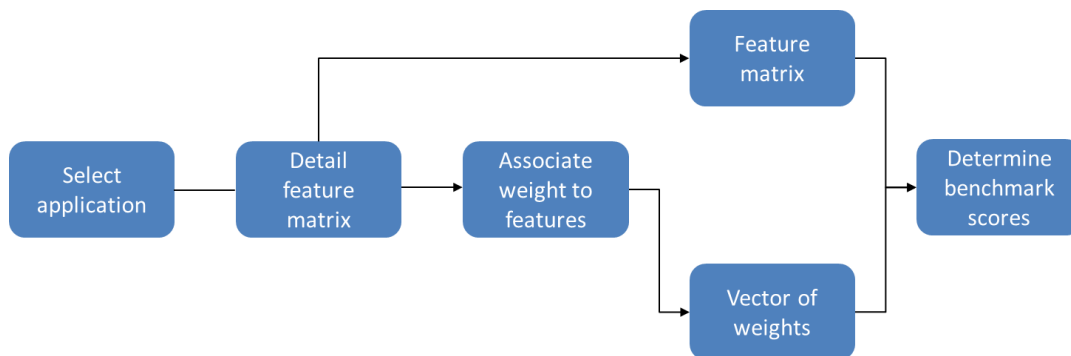 Select
application
Detail
feature
matrix
Associate
weight to
features
Feature
matrix
Vector of
weights
Determine
benchmark
scores